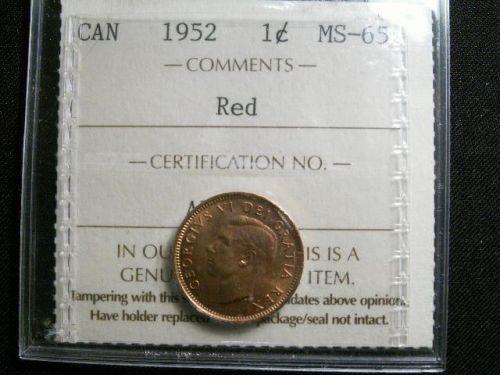 CAN 1952 1¢ MS-65
— COMMENTS —
Red
— CERTIFICATION NO. —
GEORGIVS VI DEI GRATIA REX
IN OU IS IS A
GENU ITEM.
Tampering with this dates above opinion.
Have holder replaced package/seal not intact.